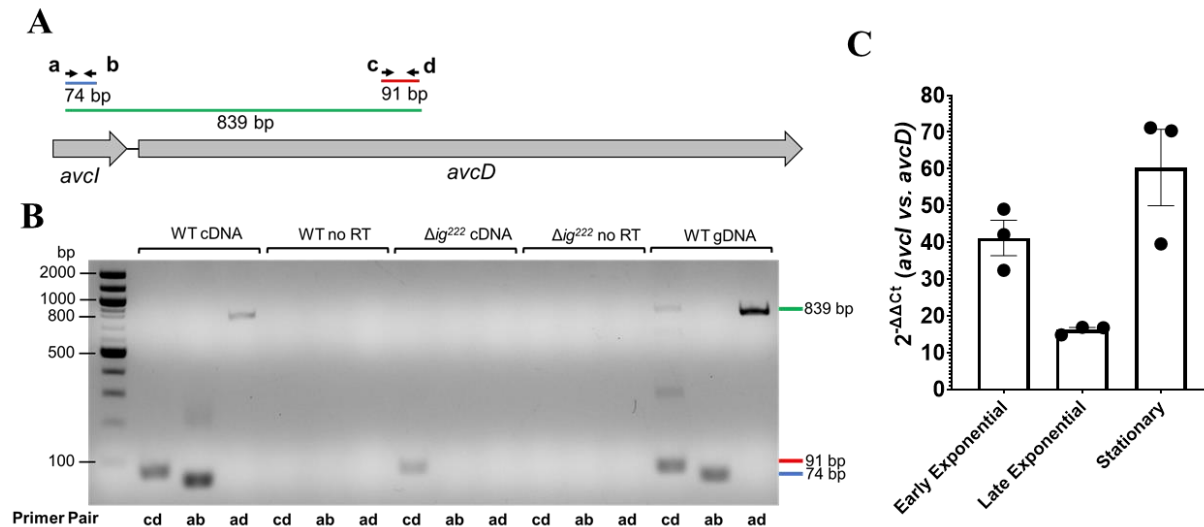 A
a b c d
74 bp 91 bp
839 bp
avcI avcD
B
WT cDNA WT no RT Δig²²² cDNA Δig²²² no RT WT gDNA
bp
2000
1000
800
500
100
839 bp
91 bp
74 bp
Primer Pair cd ab ad cd ab ad cd ab ad cd ab ad cd ab ad
C
2^-ΔΔCt (avcI vs. avcD)
80
70
60
50
40
30
20
10
0
Early Exponential
Late Exponential
Stationary